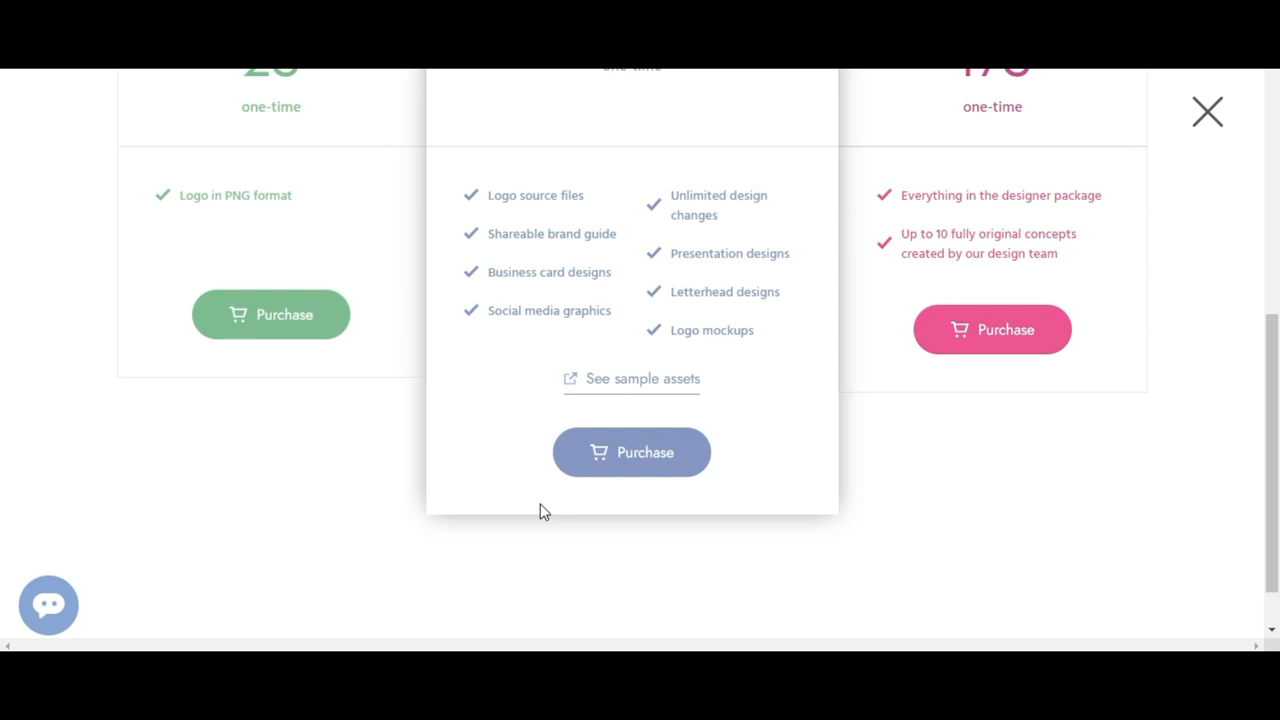 one-time
one-time
Logo in PNG format
Purchase
Logo source files
Shareable brand guide
Business card designs
Social media graphics
Unlimited design
changes
Presentation designs
Letterhead designs
Logo mockups
See sample assets
Purchase
Everything in the designer package
Up to 10 fully original concepts
created by our design team
Purchase